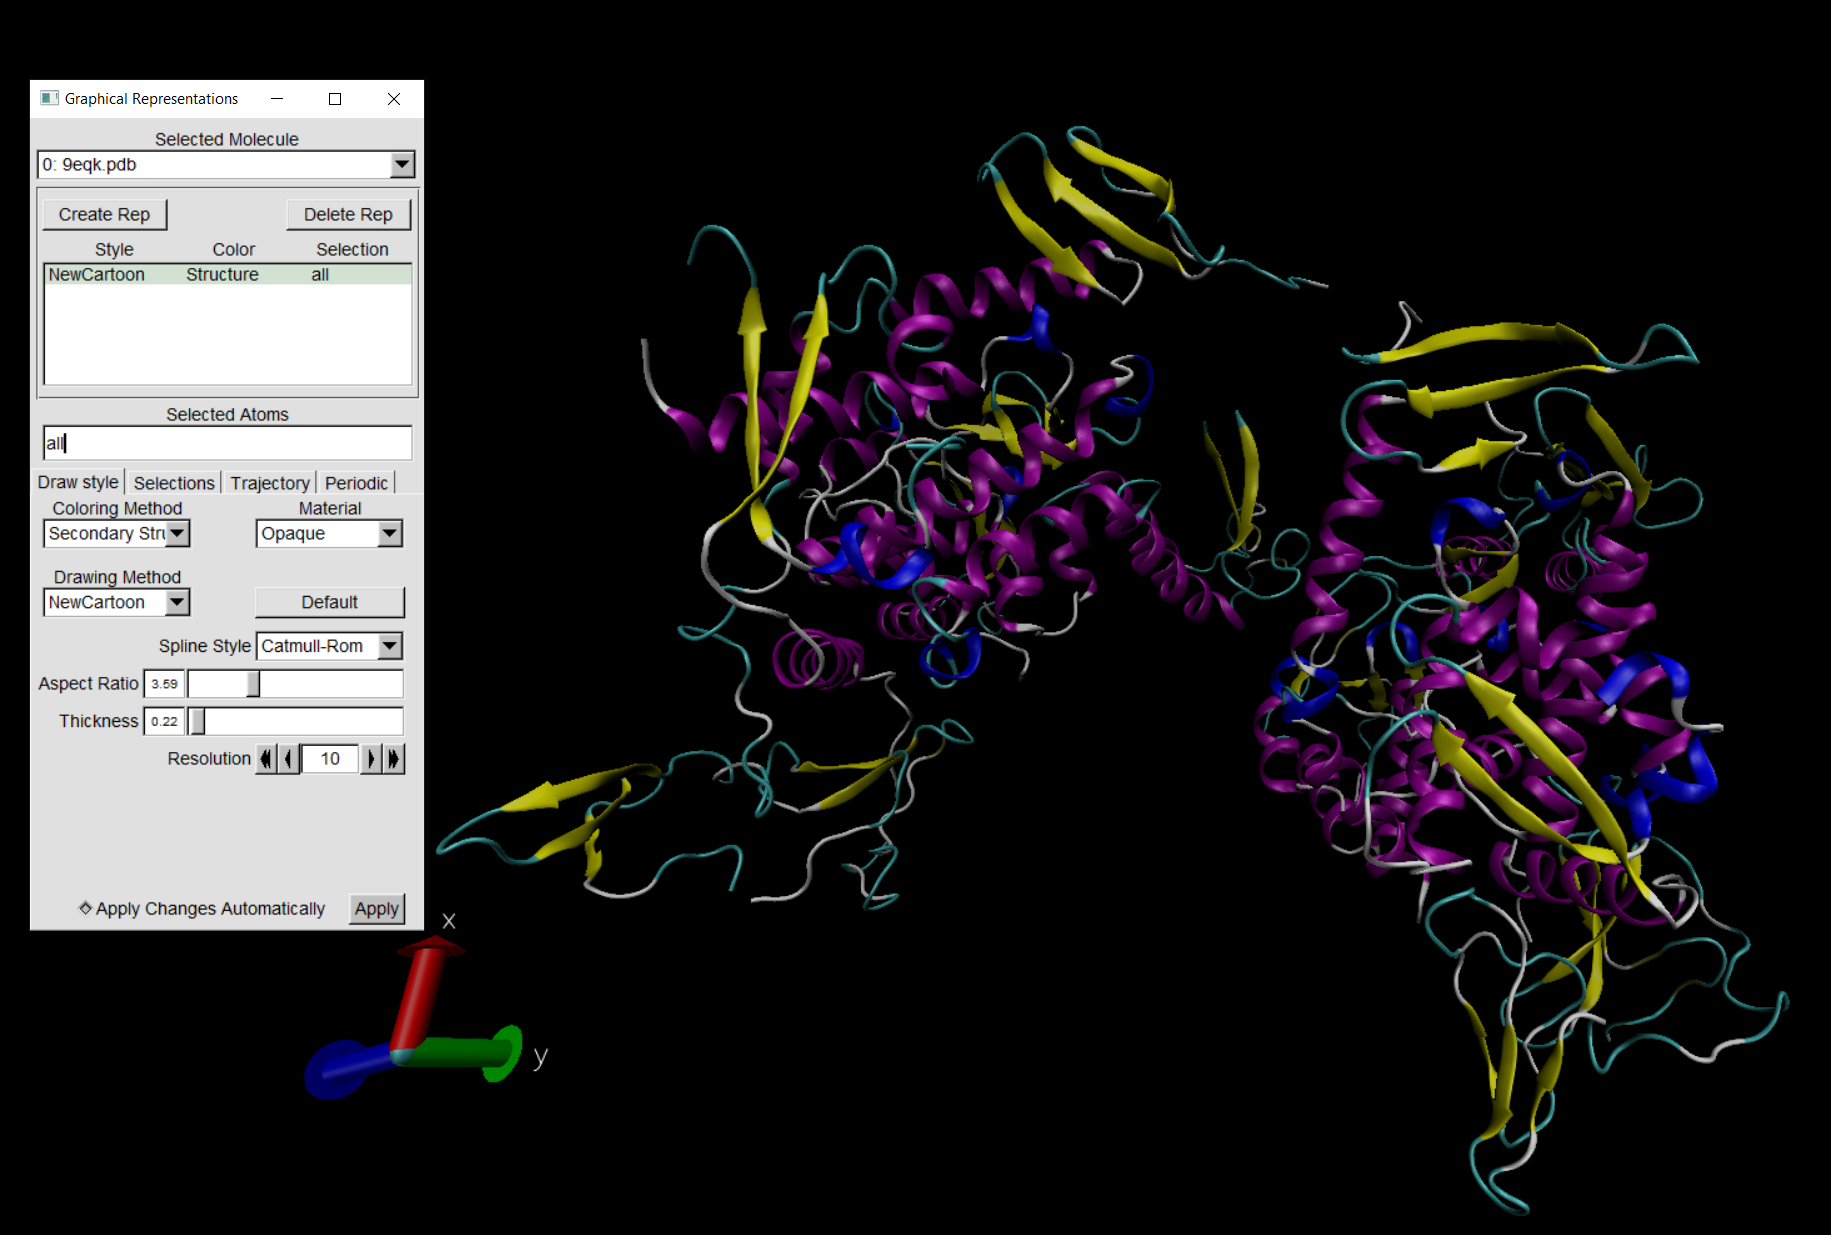 Graphical Representations
Selected Molecule
0: 9eqk.pdb
Create Rep Delete Rep
Style Color Selection
NewCartoon Structure all
Selected Atoms
all
Draw style Selections Trajectory Periodic
Coloring Method Material
Secondary Stru Opaque
Drawing Method
NewCartoon Default
Spline Style Catmull-Rom
Aspect Ratio 3.59
Thickness 0.22
Resolution 10
Apply Changes Automatically Apply
x
y